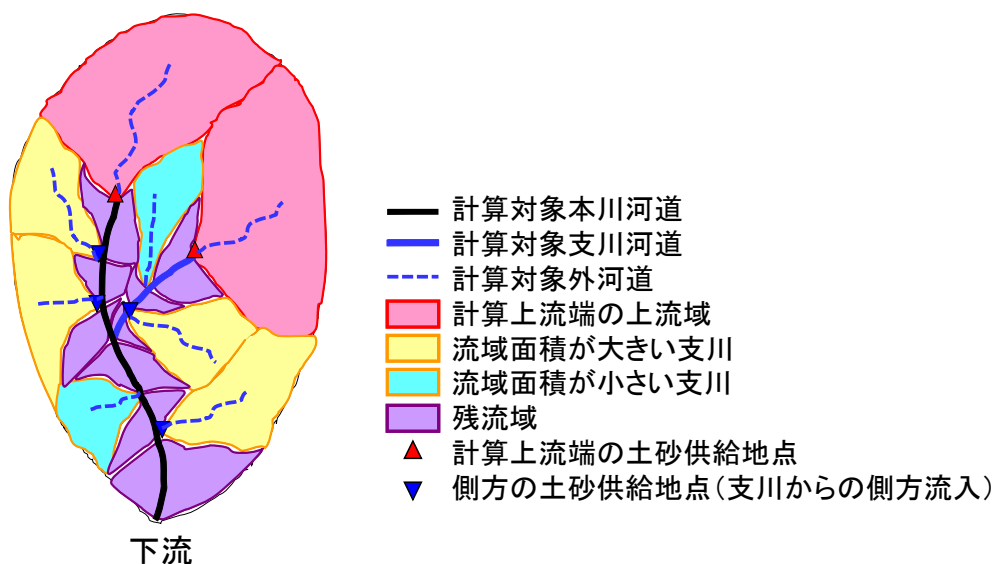 計算対象本川河道
計算対象支川河道
計算対象外河道
計算上流端の上流域
流域面積が大きい支川
流域面積が小さい支川
残流域
計算上流端の土砂供給地点
側方の土砂供給地点（支川からの側方流入）
下流